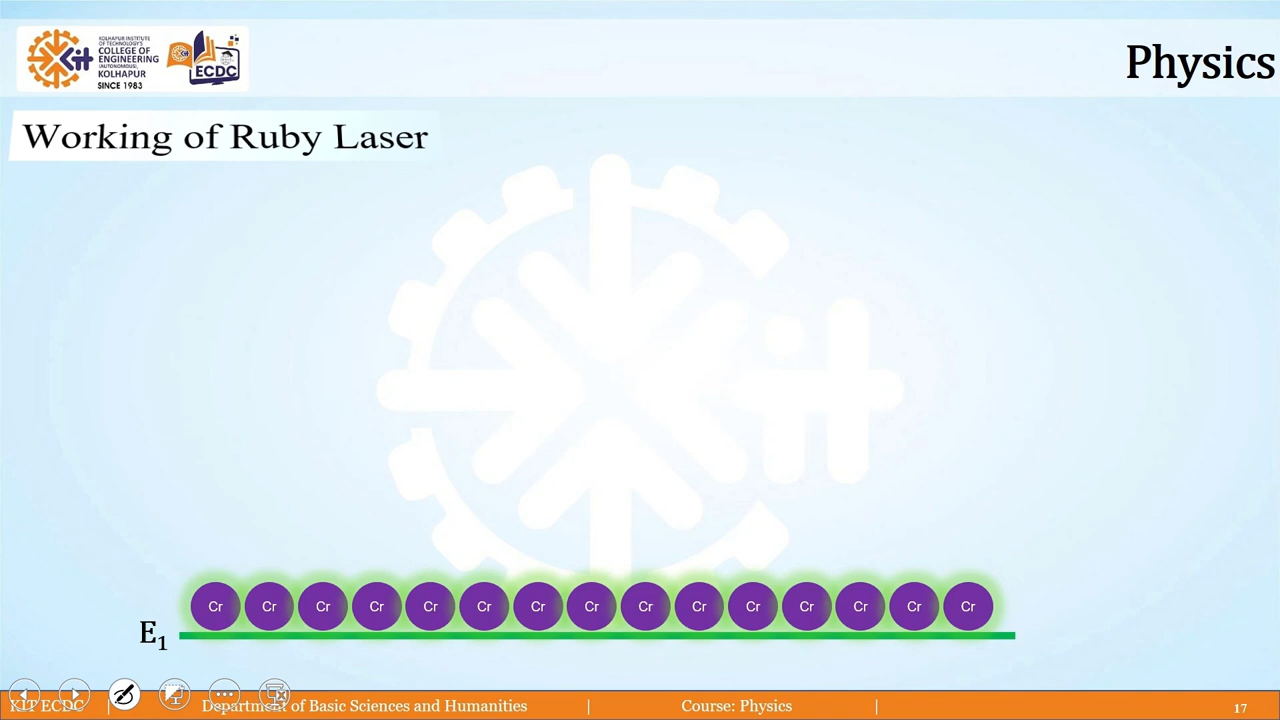 KOLHAPUR INSTITUTE
OF TECHNOLOGY'S
COLLEGE OF
ENGINEERING
(AUTONOMOUS),
KOLHAPUR
SINCE 1983
Kit
ECDC
Physics
Working of Ruby Laser
Kit
Cr Cr Cr Cr Cr Cr Cr Cr Cr Cr Cr Cr Cr Cr Cr
E₁
KIT ECDC | Department of Basic Sciences and Humanities | Course: Physics | 17